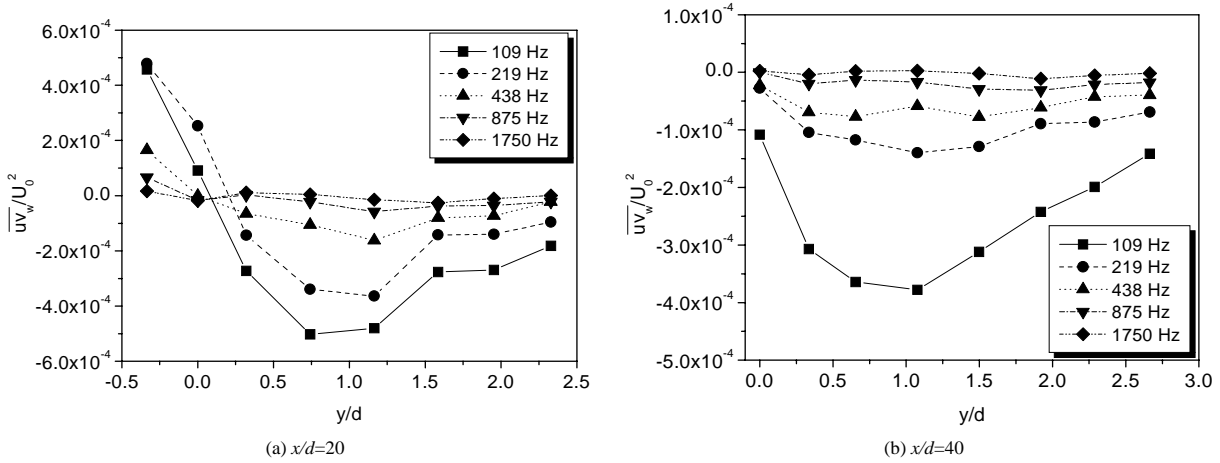 6.0x10⁻⁴
4.0x10⁻⁴
2.0x10⁻⁴
0.0
-2.0x10⁻⁴
-4.0x10⁻⁴
-6.0x10⁻⁴
uv_w/U₀²
109 Hz
219 Hz
438 Hz
875 Hz
1750 Hz
-0.5 0.0 0.5 1.0 1.5 2.0 2.5
y/d
(a) x/d=20
1.0x10⁻⁴
0.0
-1.0x10⁻⁴
-2.0x10⁻⁴
-3.0x10⁻⁴
-4.0x10⁻⁴
-5.0x10⁻⁴
uv_w/U₀²
109 Hz
219 Hz
438 Hz
875 Hz
1750 Hz
0.0 0.5 1.0 1.5 2.0 2.5 3.0
y/d
(b) x/d=40